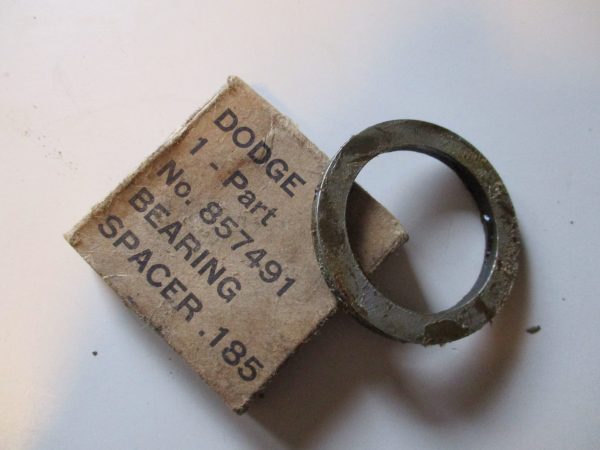 DODGE
1 - Part
No. 857491
BEARING
SPACER .185